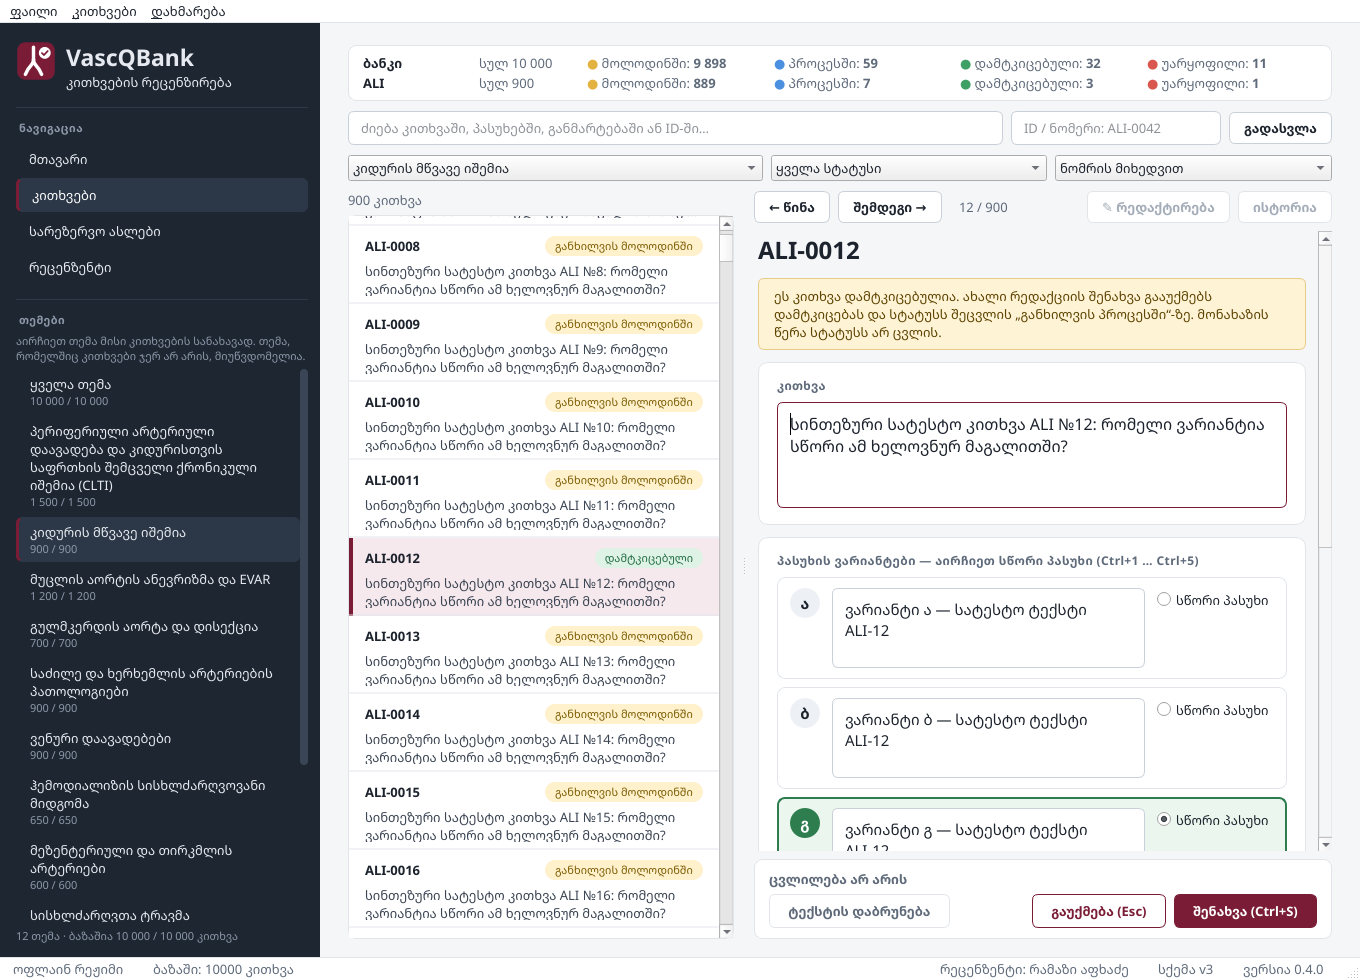 ფაილი კითხვები დახმარება
VascQBank
კითხვების რეცენზირება
ნავიგაცია
მთავარი
კითხვები
სარეზერვო ასლები
რეცენზენტი
თემები
აირჩიეთ თემა მისი კითხვების სანახავად. თემა,
რომელშიც კითხვები ჯერ არ არის, მიუწვდომელია.
ყველა თემა
10 000 / 10 000
პერიფერიული არტერიული
დაავადება და კიდურისთვის
საფრთხის შემცველი ქრონიკული
იშემია (CLTI)
1 500 / 1 500
კიდურის მწვავე იშემია
900 / 900
მუცლის აორტის ანევრიზმა და EVAR
1 200 / 1 200
გულმკერდის აორტა და დისექცია
700 / 700
საძილე და ხერხემლის არტერიების
პათოლოგიები
900 / 900
ვენური დაავადებები
900 / 900
ჰემოდიალიზის სისხლძარღვოვანი
მიდგომა
650 / 650
მეზენტერიული და თირკმლის
არტერიები
600 / 600
სისხლძარღვთა ტრავმა
12 თემა · ბაზაშია 10 000 / 10 000 კითხვა
ბანკი სულ 10 000 მოლოდინში: 9 898 პროცესში: 59 დამტკიცებული: 32 უარყოფილი: 11
ALI სულ 900 მოლოდინში: 889 პროცესში: 7 დამტკიცებული: 3 უარყოფილი: 1
ძიება კითხვაში, პასუხებში, განმარტებაში ან ID-ში…
ID / ნომერი: ALI-0042
გადასვლა
კიდურის მწვავე იშემია
ყველა სტატუსი
ნომრის მიხედვით
900 კითხვა
ALI-0008 განხილვის მოლოდინში
სინთეზური სატესტო კითხვა ALI №8: რომელი
ვარიანტია სწორი ამ ხელოვნურ მაგალითში?
ALI-0009 განხილვის მოლოდინში
სინთეზური სატესტო კითხვა ALI №9: რომელი
ვარიანტია სწორი ამ ხელოვნურ მაგალითში?
ALI-0010 განხილვის მოლოდინში
სინთეზური სატესტო კითხვა ALI №10: რომელი
ვარიანტია სწორი ამ ხელოვნურ მაგალითში?
ALI-0011 განხილვის მოლოდინში
სინთეზური სატესტო კითხვა ALI №11: რომელი
ვარიანტია სწორი ამ ხელოვნურ მაგალითში?
ALI-0012 დამტკიცებული
სინთეზური სატესტო კითხვა ALI №12: რომელი
ვარიანტია სწორი ამ ხელოვნურ მაგალითში?
ALI-0013 განხილვის მოლოდინში
სინთეზური სატესტო კითხვა ALI №13: რომელი
ვარიანტია სწორი ამ ხელოვნურ მაგალითში?
ALI-0014 განხილვის მოლოდინში
სინთეზური სატესტო კითხვა ALI №14: რომელი
ვარიანტია სწორი ამ ხელოვნურ მაგალითში?
ALI-0015 განხილვის მოლოდინში
სინთეზური სატესტო კითხვა ALI №15: რომელი
ვარიანტია სწორი ამ ხელოვნურ მაგალითში?
ALI-0016 განხილვის მოლოდინში
სინთეზური სატესტო კითხვა ALI №16: რომელი
ვარიანტია სწორი ამ ხელოვნურ მაგალითში?
← წინა შემდეგი → 12 / 900 ✎ რედაქტირება ისტორია
ALI-0012
ეს კითხვა დამტკიცებულია. ახალი რედაქციის შენახვა გააუქმებს
დამტკიცებას და სტატუსს შეცვლის „განხილვის პროცესში“-ზე. მონახაზის
წერა სტატუსს არ ცვლის.
კითხვა
სინთეზური სატესტო კითხვა ALI №12: რომელი ვარიანტია
სწორი ამ ხელოვნურ მაგალითში?
პასუხის ვარიანტები — აირჩიეთ სწორი პასუხი (Ctrl+1 … Ctrl+5)
ა
ვარიანტი ა — სატესტო ტექსტი
ALI-12
სწორი პასუხი
ბ
ვარიანტი ბ — სატესტო ტექსტი
ALI-12
სწორი პასუხი
გ
ვარიანტი გ — სატესტო ტექსტი
ALI-12
სწორი პასუხი
ცვლილება არ არის
ტექსტის დაბრუნება გაუქმება (Esc) შენახვა (Ctrl+S)
ოფლაინ რეჟიმი ბაზაში: 10000 კითხვა რეცენზენტი: რამაზი აფხაძე სქემა v3 ვერსია 0.4.0